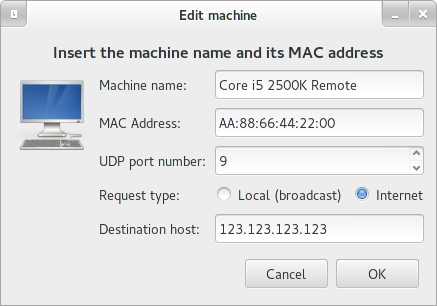 Edit machine
Insert the machine name and its MAC address
Machine name: Core i5 2500K Remote
MAC Address: AA:88:66:44:22:00
UDP port number: 9
Request type: Local (broadcast) Internet
Destination host: 123.123.123.123
Cancel OK